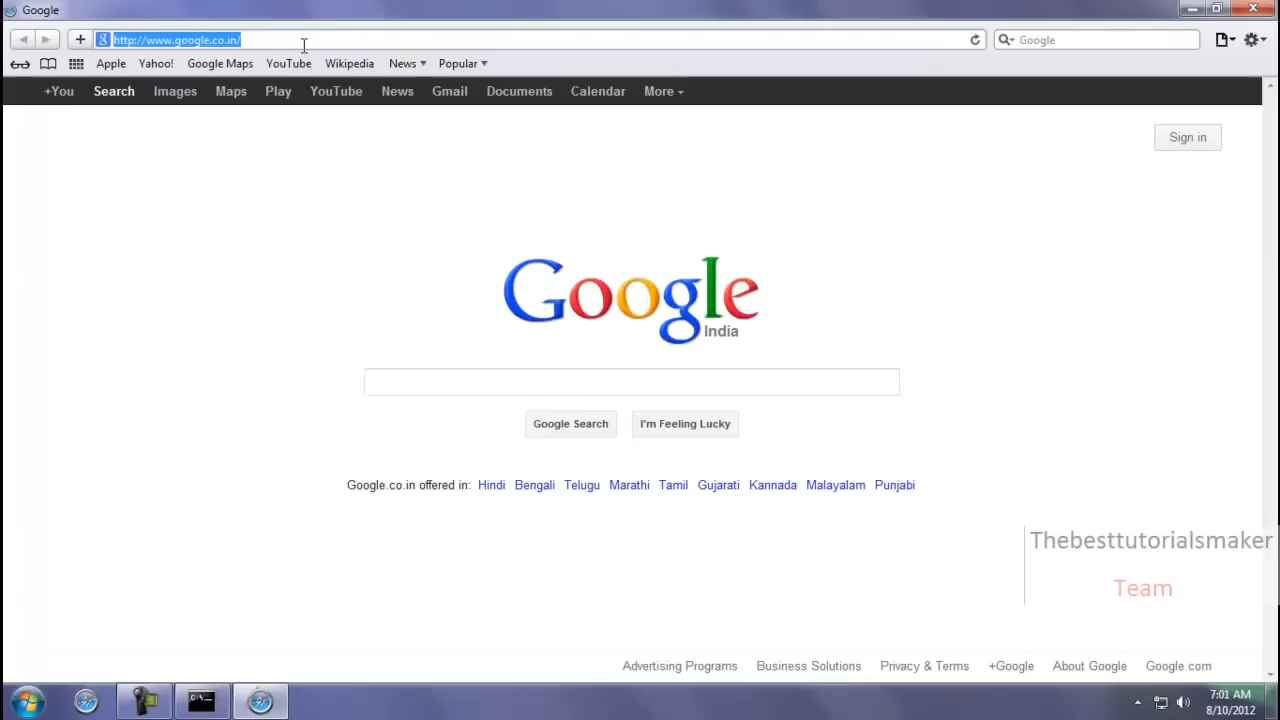 Google
http://www.google.co.in/
Google
Apple Yahoo! Google Maps YouTube Wikipedia News Popular
+You Search Images Maps Play YouTube News Gmail Documents Calendar More
Sign in
Google
India
Google Search I'm Feeling Lucky
Google.co.in offered in: Hindi Bengali Telugu Marathi Tamil Gujarati Kannada Malayalam Punjabi
Thebesttutorialsmaker
Team
Advertising Programs Business Solutions Privacy & Terms +Google About Google Google.com
7:01 AM
8/10/2012